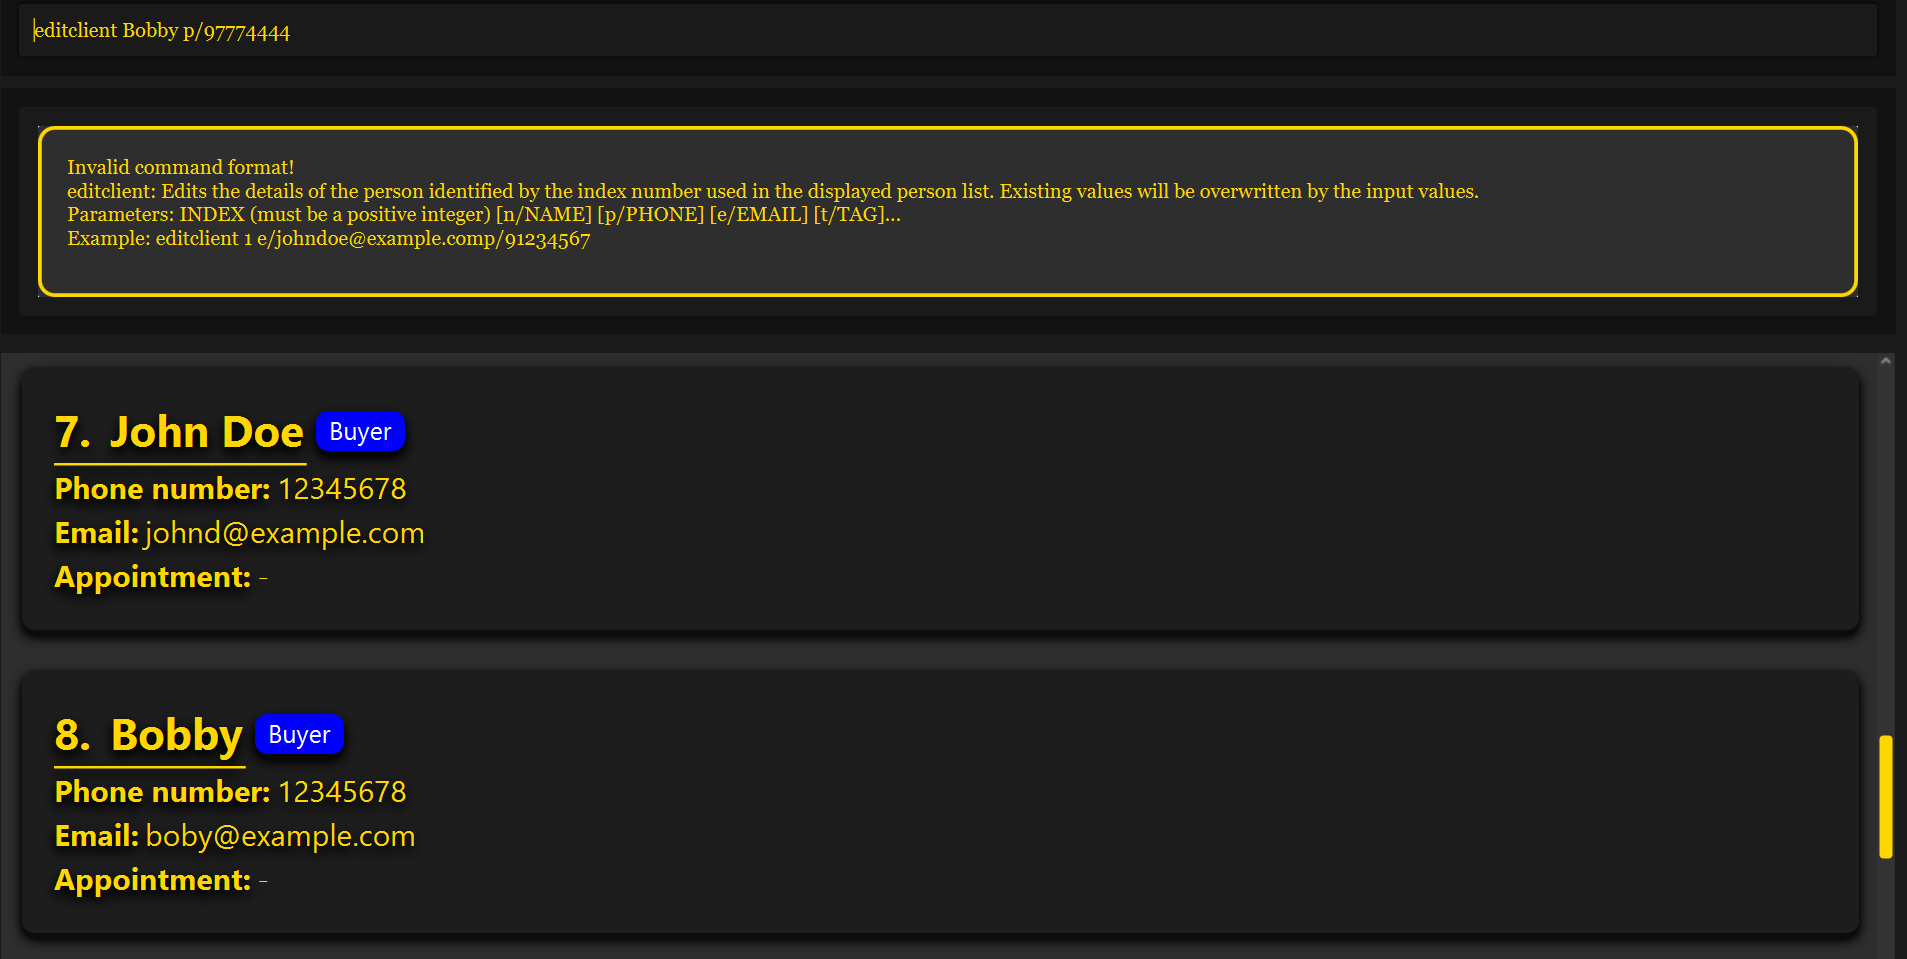 editclient Bobby p/97774444
Invalid command format!
editclient: Edits the details of the person identified by the index number used in the displayed person list. Existing values will be overwritten by the input values.
Parameters: INDEX (must be a positive integer) [n/NAME] [p/PHONE] [e/EMAIL] [t/TAG]...
Example: editclient 1 e/johndoe@example.comp/91234567
7. John Doe Buyer
Phone number: 12345678
Email: johnd@example.com
Appointment: -
8. Bobby Buyer
Phone number: 12345678
Email: boby@example.com
Appointment: -